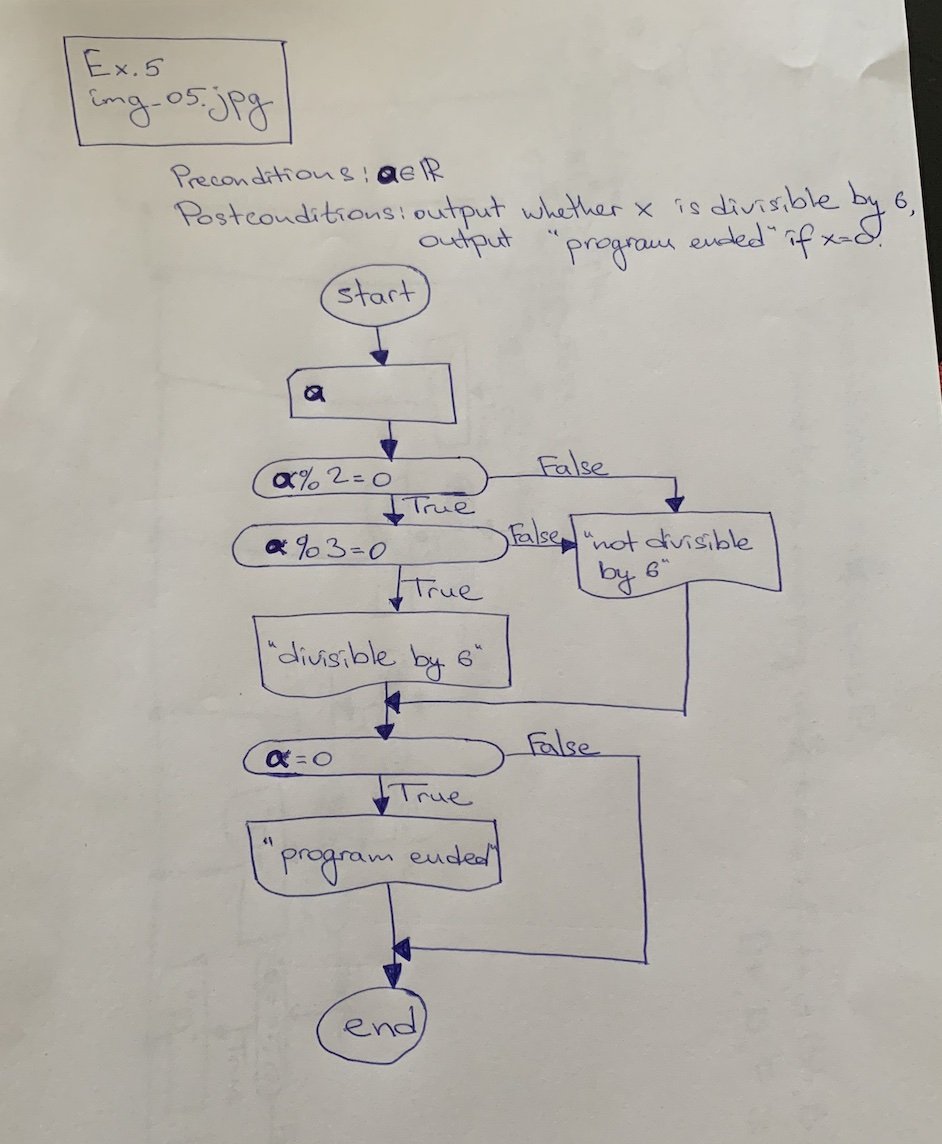 Ex.5
img-05.jpg
Preconditions: a∈ℝ
Postconditions: output whether x is divisible by 6,
output "program ended" if x=0.
start
a
a%2=0
False
True
a%3=0
False
"not divisible
by 6"
True
"divisible by 6"
a=0
False
True
"program ended"
end